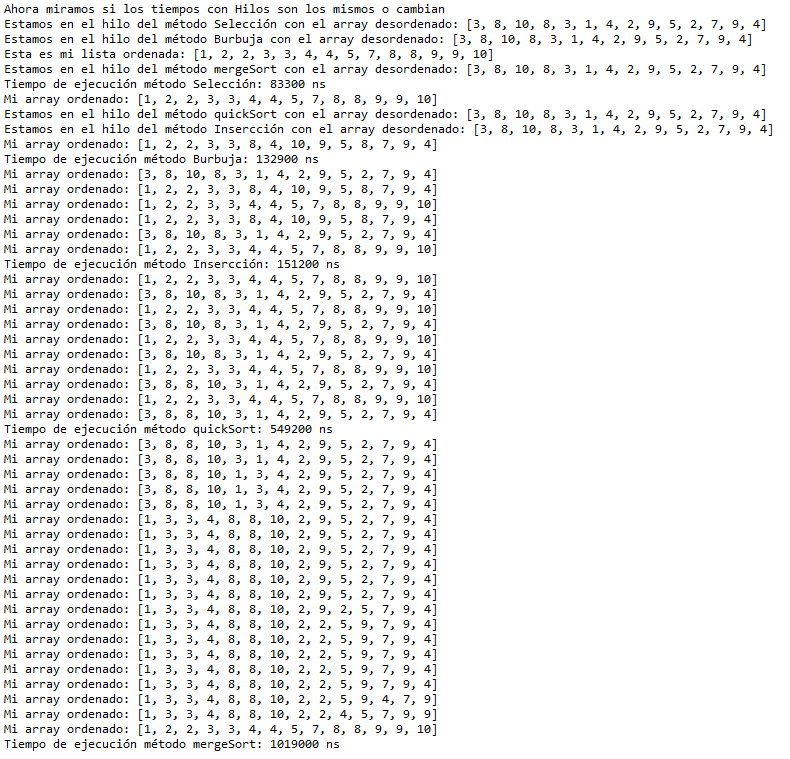 Ahora miramos si los tiempos con Hilos son los mismos o cambian
Estamos en el hilo del método Selección con el array desordenado: [3, 8, 10, 8, 3, 1, 4, 2, 9, 5, 2, 7, 9, 4]
Estamos en el hilo del método Burbuja con el array desordenado: [3, 8, 10, 8, 3, 1, 4, 2, 9, 5, 2, 7, 9, 4]
Esta es mi lista ordenada: [1, 2, 2, 3, 3, 4, 4, 5, 7, 8, 8, 9, 9, 10]
Estamos en el hilo del método mergeSort con el array desordenado: [3, 8, 10, 8, 3, 1, 4, 2, 9, 5, 2, 7, 9, 4]
Tiempo de ejecución método Selección: 83300 ns
Mi array ordenado: [1, 2, 2, 3, 3, 4, 4, 5, 7, 8, 8, 9, 9, 10]
Estamos en el hilo del método quickSort con el array desordenado: [3, 8, 10, 8, 3, 1, 4, 2, 9, 5, 2, 7, 9, 4]
Estamos en el hilo del método Insercción con el array desordenado: [3, 8, 10, 8, 3, 1, 4, 2, 9, 5, 2, 7, 9, 4]
Mi array ordenado: [1, 2, 2, 3, 3, 8, 4, 10, 9, 5, 8, 7, 9, 4]
Tiempo de ejecución método Burbuja: 132900 ns
Mi array ordenado: [3, 8, 10, 8, 3, 1, 4, 2, 9, 5, 2, 7, 9, 4]
Mi array ordenado: [1, 2, 2, 3, 3, 8, 4, 10, 9, 5, 8, 7, 9, 4]
Mi array ordenado: [1, 2, 2, 3, 3, 4, 4, 5, 7, 8, 8, 9, 9, 10]
Mi array ordenado: [1, 2, 2, 3, 3, 8, 4, 10, 9, 5, 8, 7, 9, 4]
Mi array ordenado: [3, 8, 10, 8, 3, 1, 4, 2, 9, 5, 2, 7, 9, 4]
Mi array ordenado: [1, 2, 2, 3, 3, 4, 4, 5, 7, 8, 8, 9, 9, 10]
Tiempo de ejecución método Insercción: 151200 ns
Mi array ordenado: [1, 2, 2, 3, 3, 4, 4, 5, 7, 8, 8, 9, 9, 10]
Mi array ordenado: [3, 8, 10, 8, 3, 1, 4, 2, 9, 5, 2, 7, 9, 4]
Mi array ordenado: [1, 2, 2, 3, 3, 4, 4, 5, 7, 8, 8, 9, 9, 10]
Mi array ordenado: [3, 8, 10, 8, 3, 1, 4, 2, 9, 5, 2, 7, 9, 4]
Mi array ordenado: [1, 2, 2, 3, 3, 4, 4, 5, 7, 8, 8, 9, 9, 10]
Mi array ordenado: [3, 8, 10, 8, 3, 1, 4, 2, 9, 5, 2, 7, 9, 4]
Mi array ordenado: [1, 2, 2, 3, 3, 4, 4, 5, 7, 8, 8, 9, 9, 10]
Mi array ordenado: [3, 8, 8, 10, 3, 1, 4, 2, 9, 5, 2, 7, 9, 4]
Mi array ordenado: [1, 2, 2, 3, 3, 4, 4, 5, 7, 8, 8, 9, 9, 10]
Mi array ordenado: [3, 8, 8, 10, 3, 1, 4, 2, 9, 5, 2, 7, 9, 4]
Tiempo de ejecución método quickSort: 549200 ns
Mi array ordenado: [3, 8, 8, 10, 3, 1, 4, 2, 9, 5, 2, 7, 9, 4]
Mi array ordenado: [3, 8, 8, 10, 3, 1, 4, 2, 9, 5, 2, 7, 9, 4]
Mi array ordenado: [3, 8, 8, 10, 1, 3, 4, 2, 9, 5, 2, 7, 9, 4]
Mi array ordenado: [3, 8, 8, 10, 1, 3, 4, 2, 9, 5, 2, 7, 9, 4]
Mi array ordenado: [3, 8, 8, 10, 1, 3, 4, 2, 9, 5, 2, 7, 9, 4]
Mi array ordenado: [1, 3, 3, 4, 8, 8, 10, 2, 9, 5, 2, 7, 9, 4]
Mi array ordenado: [1, 3, 3, 4, 8, 8, 10, 2, 9, 5, 2, 7, 9, 4]
Mi array ordenado: [1, 3, 3, 4, 8, 8, 10, 2, 9, 5, 2, 7, 9, 4]
Mi array ordenado: [1, 3, 3, 4, 8, 8, 10, 2, 9, 5, 2, 7, 9, 4]
Mi array ordenado: [1, 3, 3, 4, 8, 8, 10, 2, 9, 5, 2, 7, 9, 4]
Mi array ordenado: [1, 3, 3, 4, 8, 8, 10, 2, 9, 5, 2, 7, 9, 4]
Mi array ordenado: [1, 3, 3, 4, 8, 8, 10, 2, 9, 2, 5, 7, 9, 4]
Mi array ordenado: [1, 3, 3, 4, 8, 8, 10, 2, 2, 5, 9, 7, 9, 4]
Mi array ordenado: [1, 3, 3, 4, 8, 8, 10, 2, 2, 5, 9, 7, 9, 4]
Mi array ordenado: [1, 3, 3, 4, 8, 8, 10, 2, 2, 5, 9, 7, 9, 4]
Mi array ordenado: [1, 3, 3, 4, 8, 8, 10, 2, 2, 5, 9, 7, 9, 4]
Mi array ordenado: [1, 3, 3, 4, 8, 8, 10, 2, 2, 5, 9, 7, 9, 4]
Mi array ordenado: [1, 3, 3, 4, 8, 8, 10, 2, 2, 5, 9, 4, 7, 9]
Mi array ordenado: [1, 3, 3, 4, 8, 8, 10, 2, 2, 4, 5, 7, 9, 9]
Mi array ordenado: [1, 2, 2, 3, 3, 4, 4, 5, 7, 8, 8, 9, 9, 10]
Tiempo de ejecución método mergeSort: 1019000 ns